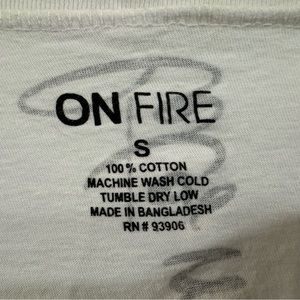 ON FIRE
S
100% COTTON
MACHINE WASH COLD
TUMBLE DRY LOW
MADE IN BANGLADESH
RN # 93906